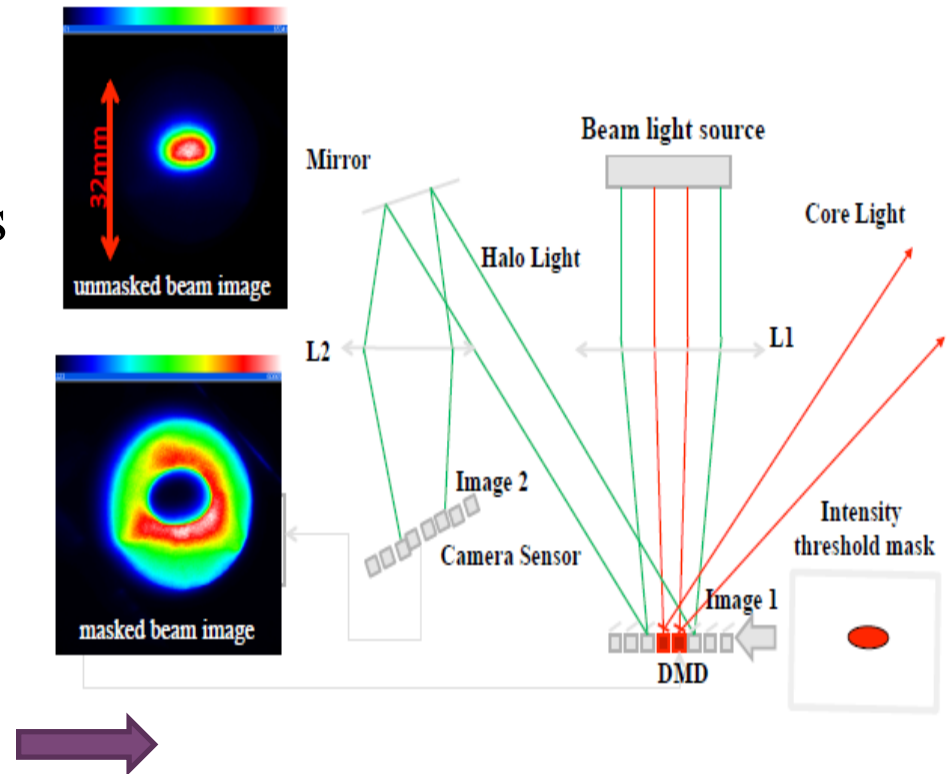 32mm
unmasked beam image
s
Mirror
Beam light source
Core Light
Halo Light
L2
L1
Image 2
Camera Sensor
Image 1
Intensity
threshold mask
DMD
masked beam image